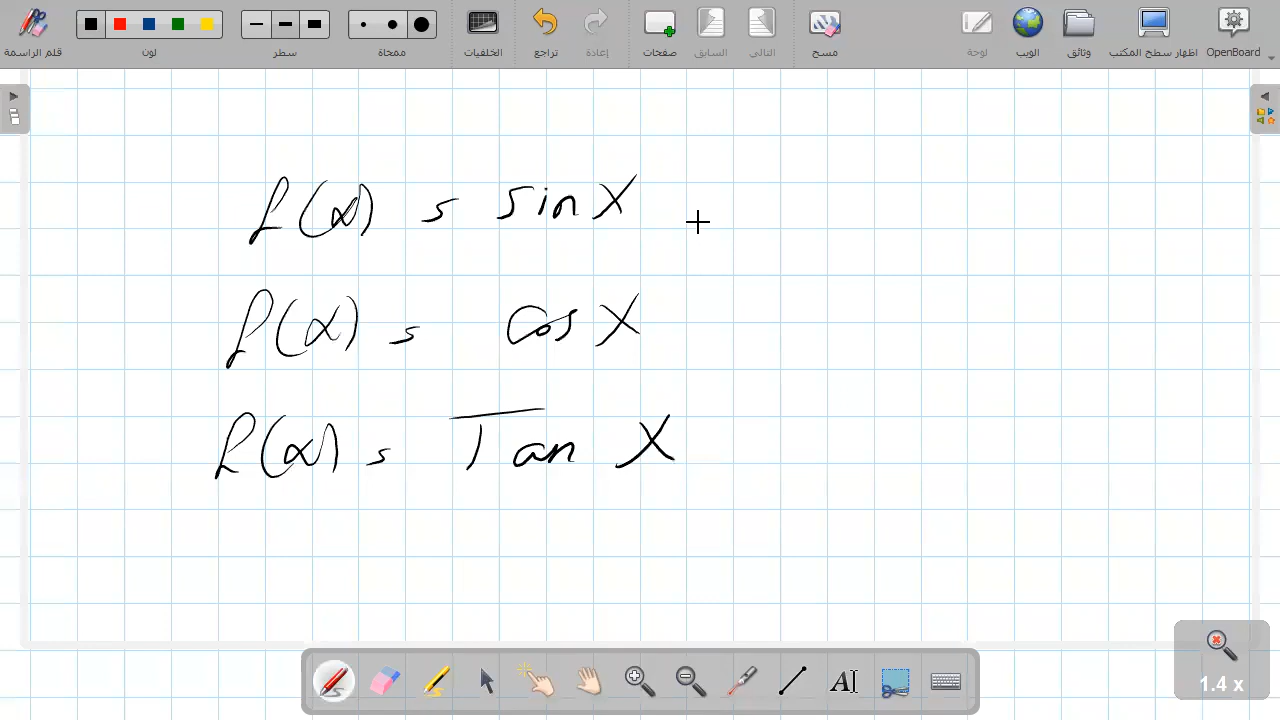 قلم الراسمة لون سطر ممحاة الخلفيات تراجع إعادة صفحات السابق التالي مسح لوحة الويب وثائق اظهار سطح المكتب OpenBoard
f(x) = sin X
f(x) = cos X
f(x) = Tan X
1.4 x